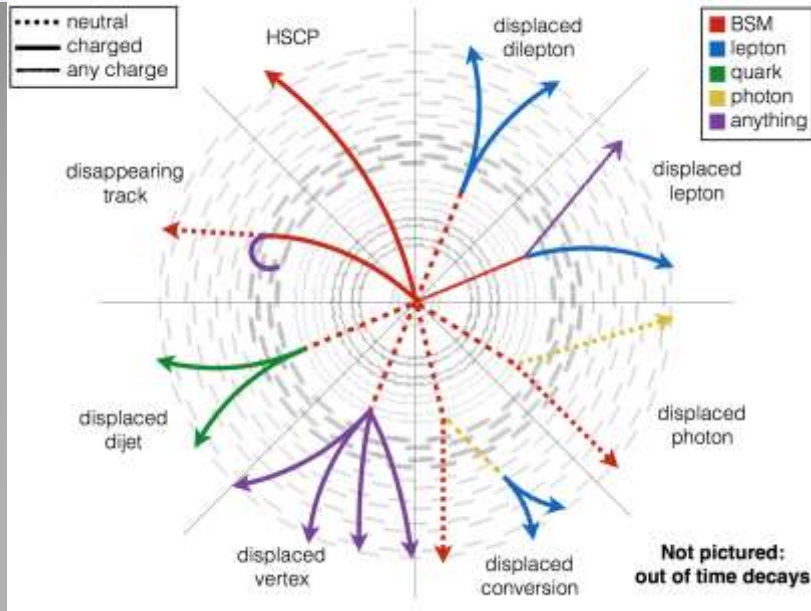 neutral
charged
any charge
HSCP
displaced
dilepton
BSM
lepton
quark
photon
anything
disappearing
track
displaced
lepton
displaced
dijet
displaced
photon
displaced
vertex
displaced
conversion
Not pictured:
out of time decays